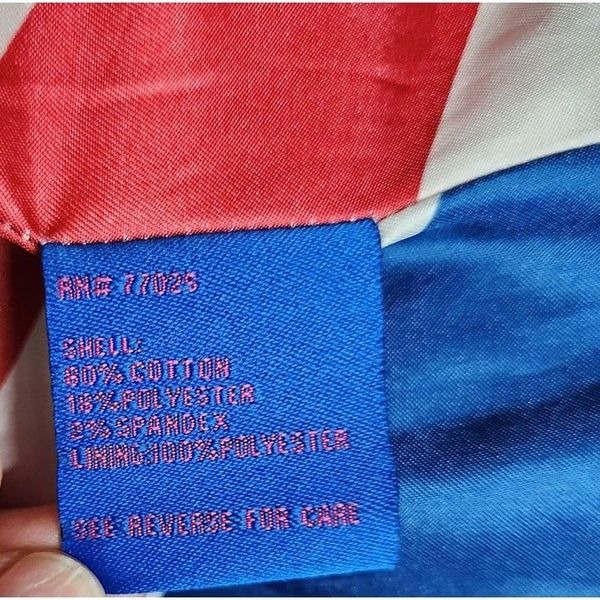 RN# 77025
SHELL:
80% COTTON
18%POLYESTER
2%SPANDEX
LINING:100%POLYESTER
SEE REVERSE FOR CARE